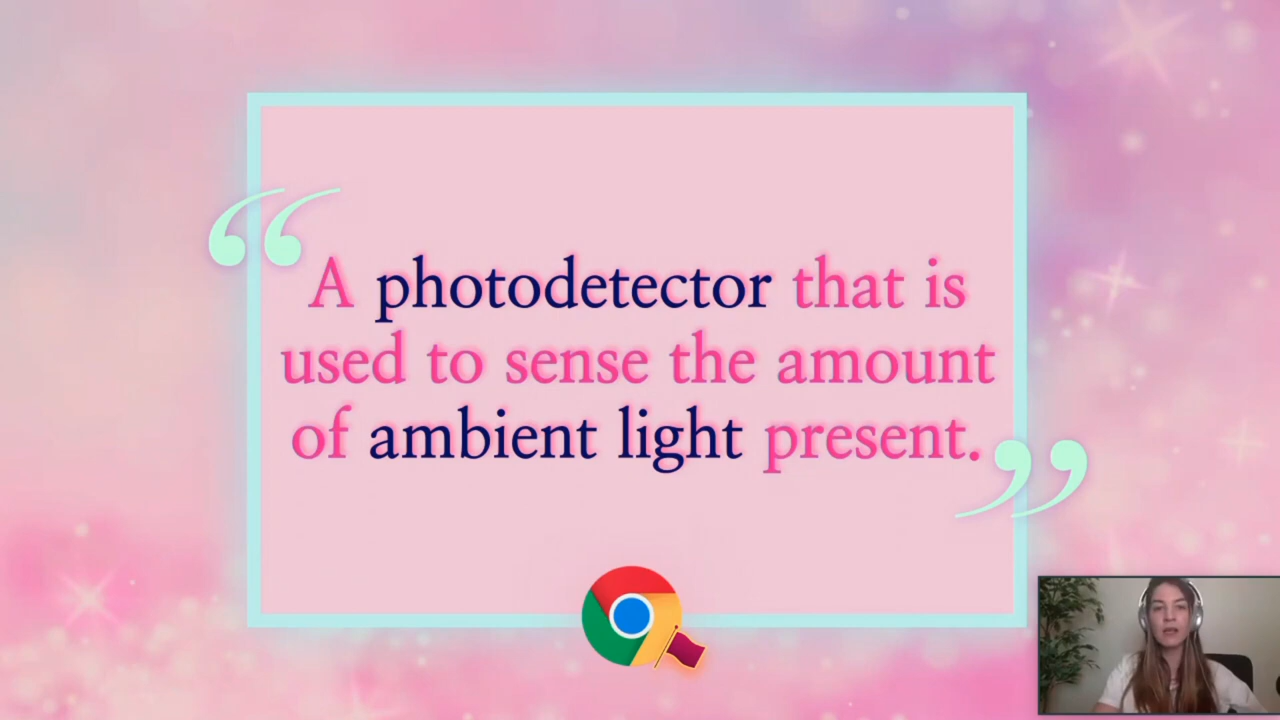 “A photodetector that is
used to sense the amount
of ambient light present.”